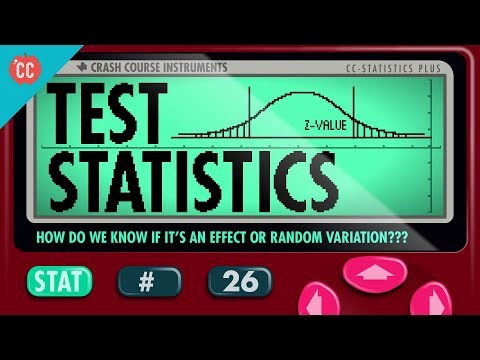 CC
CRASH COURSE INSTRUMENTS
CC-STATISTICS PLUS
TEST
STATISTICS
Z-VALUE
HOW DO WE KNOW IF IT'S AN EFFECT OR RANDOM VARIATION???
STAT
#
26